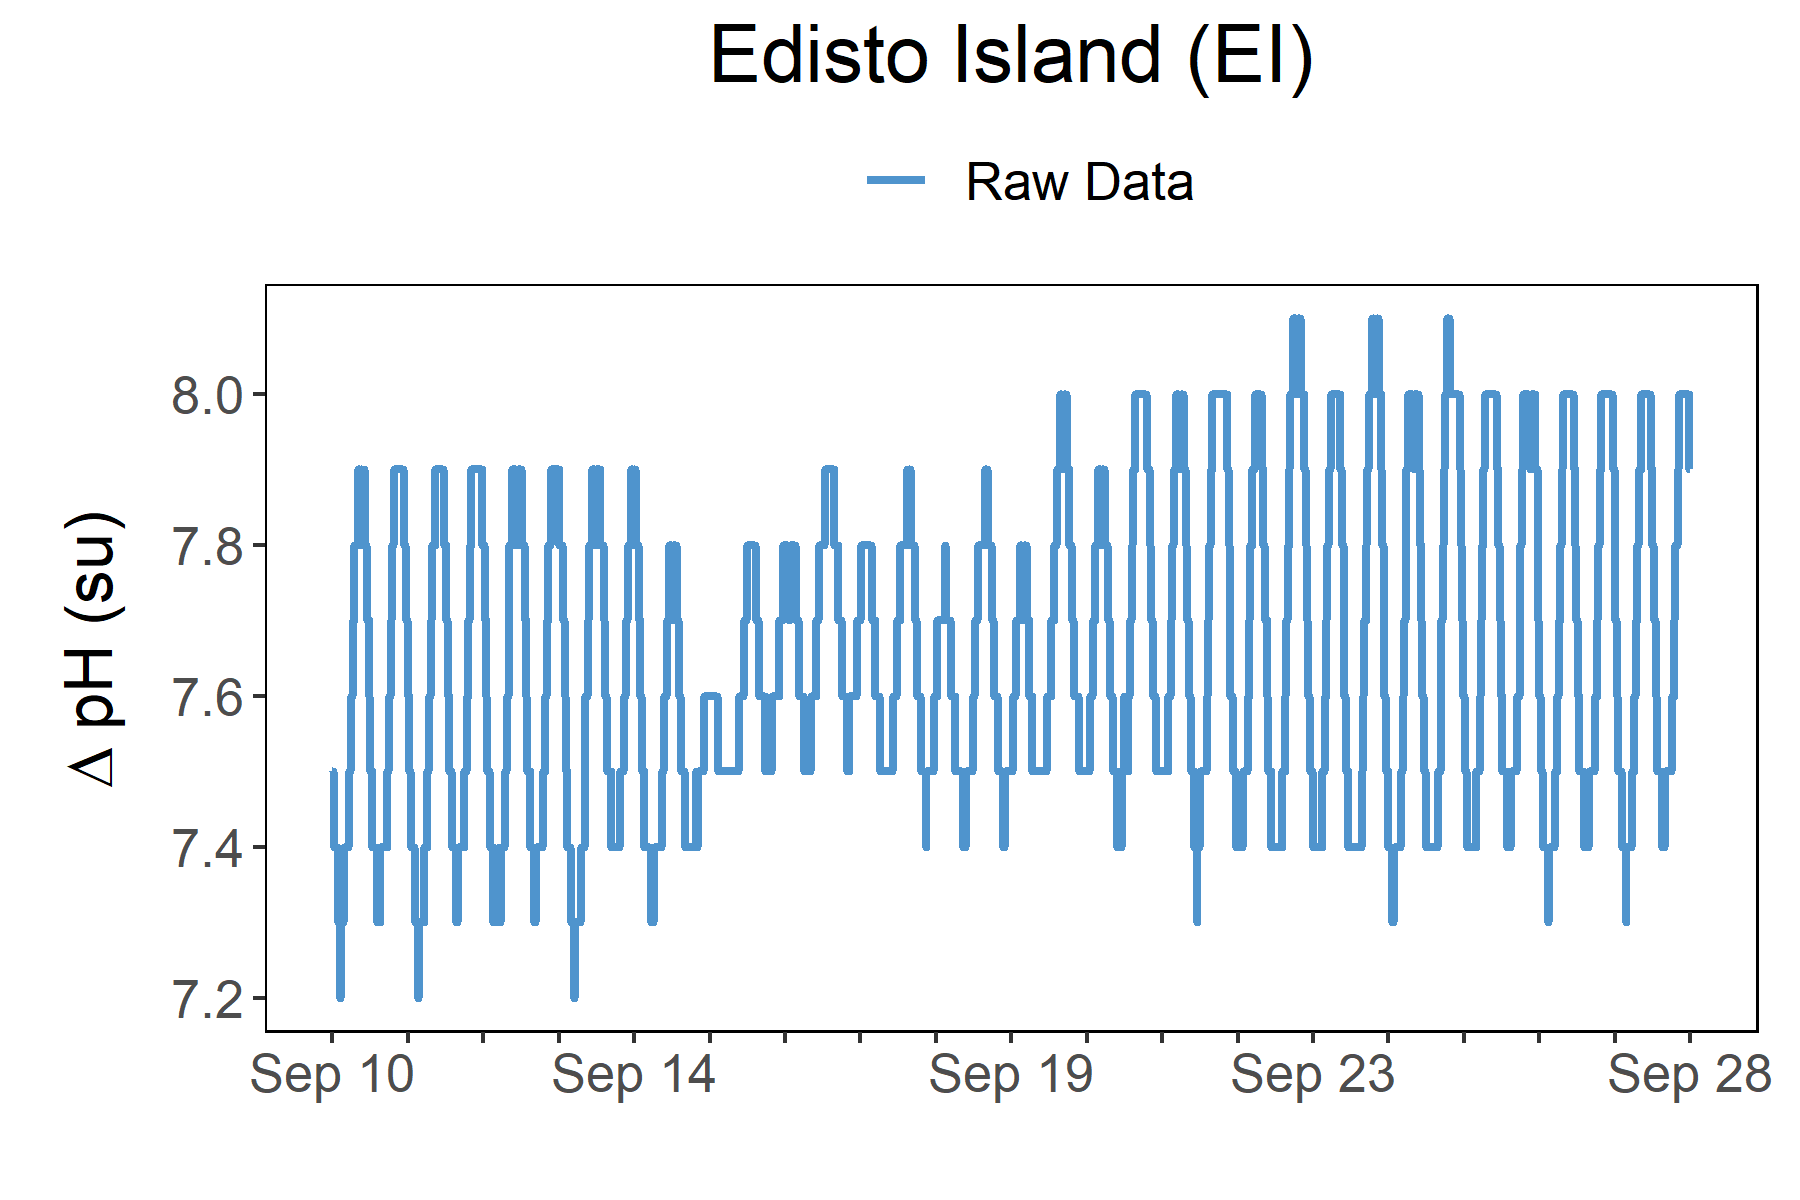 Edisto Island (EI)
Raw Data
Δ pH (su)
8.0
7.8
7.6
7.4
7.2
Sep 10 Sep 14 Sep 19 Sep 23 Sep 28